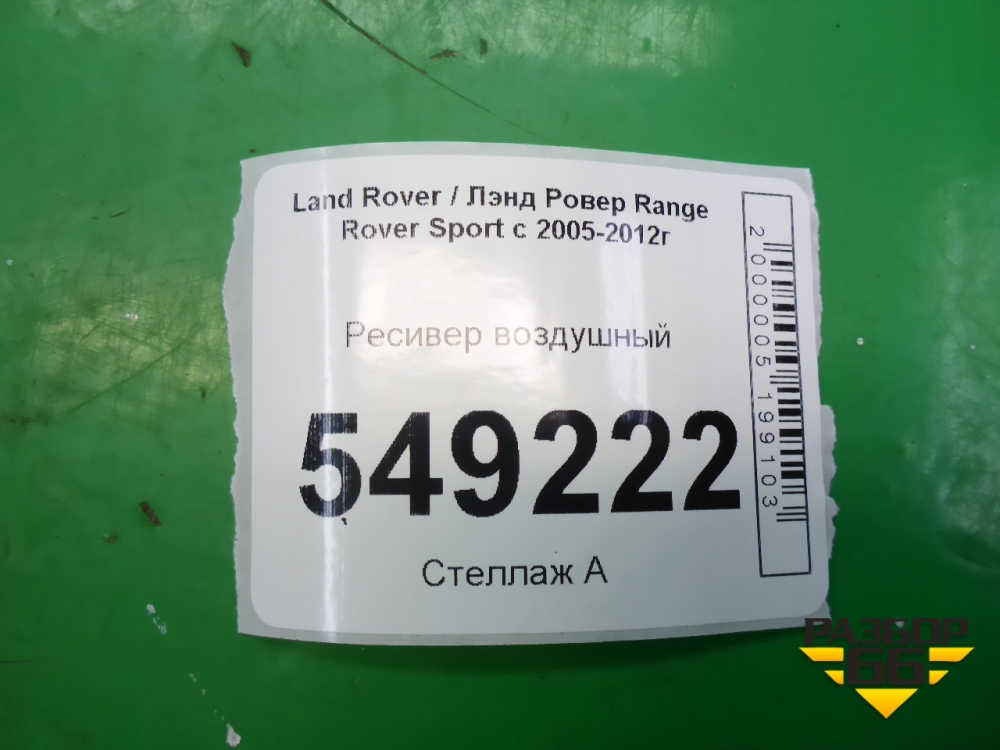 Land Rover / Лэнд Ровер Range
Rover Sport с 2005-2012г
Ресивер воздушный
549222
Стеллаж А
2000005199103
РАЗБОР
66